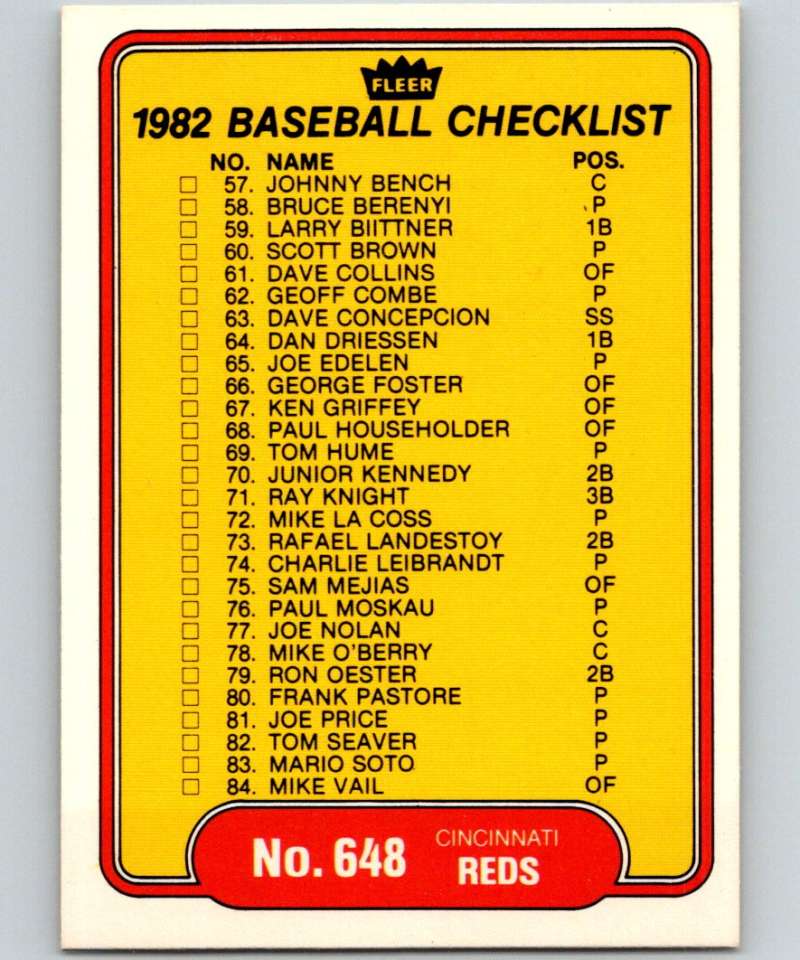 FLEER
1982 BASEBALL CHECKLIST
NO. NAME POS.
57. JOHNNY BENCH C
58. BRUCE BERENYI P
59. LARRY BIITTNER 1B
60. SCOTT BROWN P
61. DAVE COLLINS OF
62. GEOFF COMBE P
63. DAVE CONCEPCION SS
64. DAN DRIESSEN 1B
65. JOE EDELEN P
66. GEORGE FOSTER OF
67. KEN GRIFFEY OF
68. PAUL HOUSEHOLDER OF
69. TOM HUME P
70. JUNIOR KENNEDY 2B
71. RAY KNIGHT 3B
72. MIKE LA COSS P
73. RAFAEL LANDESTOY 2B
74. CHARLIE LEIBRANDT P
75. SAM MEJIAS OF
76. PAUL MOSKAU P
77. JOE NOLAN C
78. MIKE O'BERRY C
79. RON OESTER 2B
80. FRANK PASTORE P
81. JOE PRICE P
82. TOM SEAVER P
83. MARIO SOTO P
84. MIKE VAIL OF
No. 648
CINCINNATI
REDS